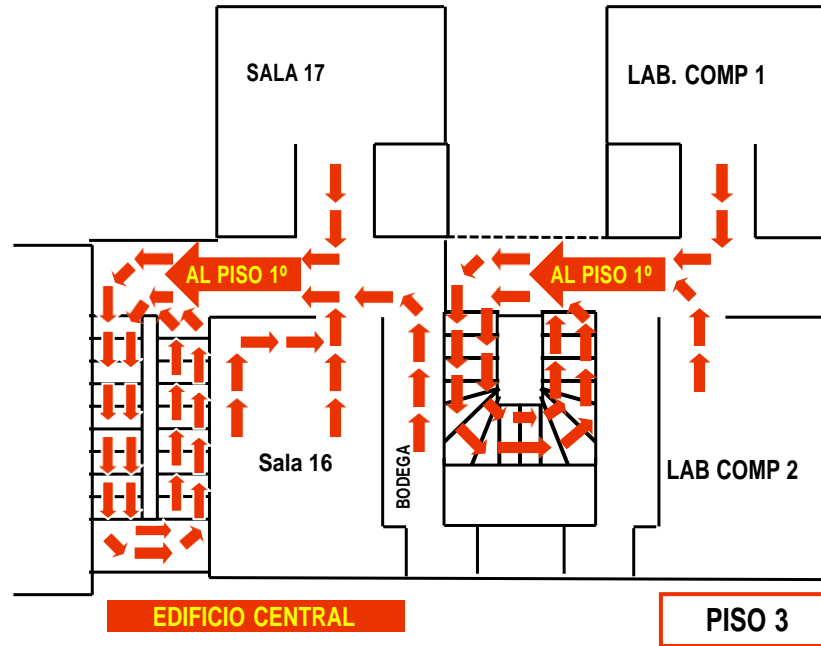 SALA 17
LAB. COMP 1
AL PISO 1º
AL PISO 1º
Sala 16
BODEGA
LAB COMP 2
EDIFICIO CENTRAL
PISO 3